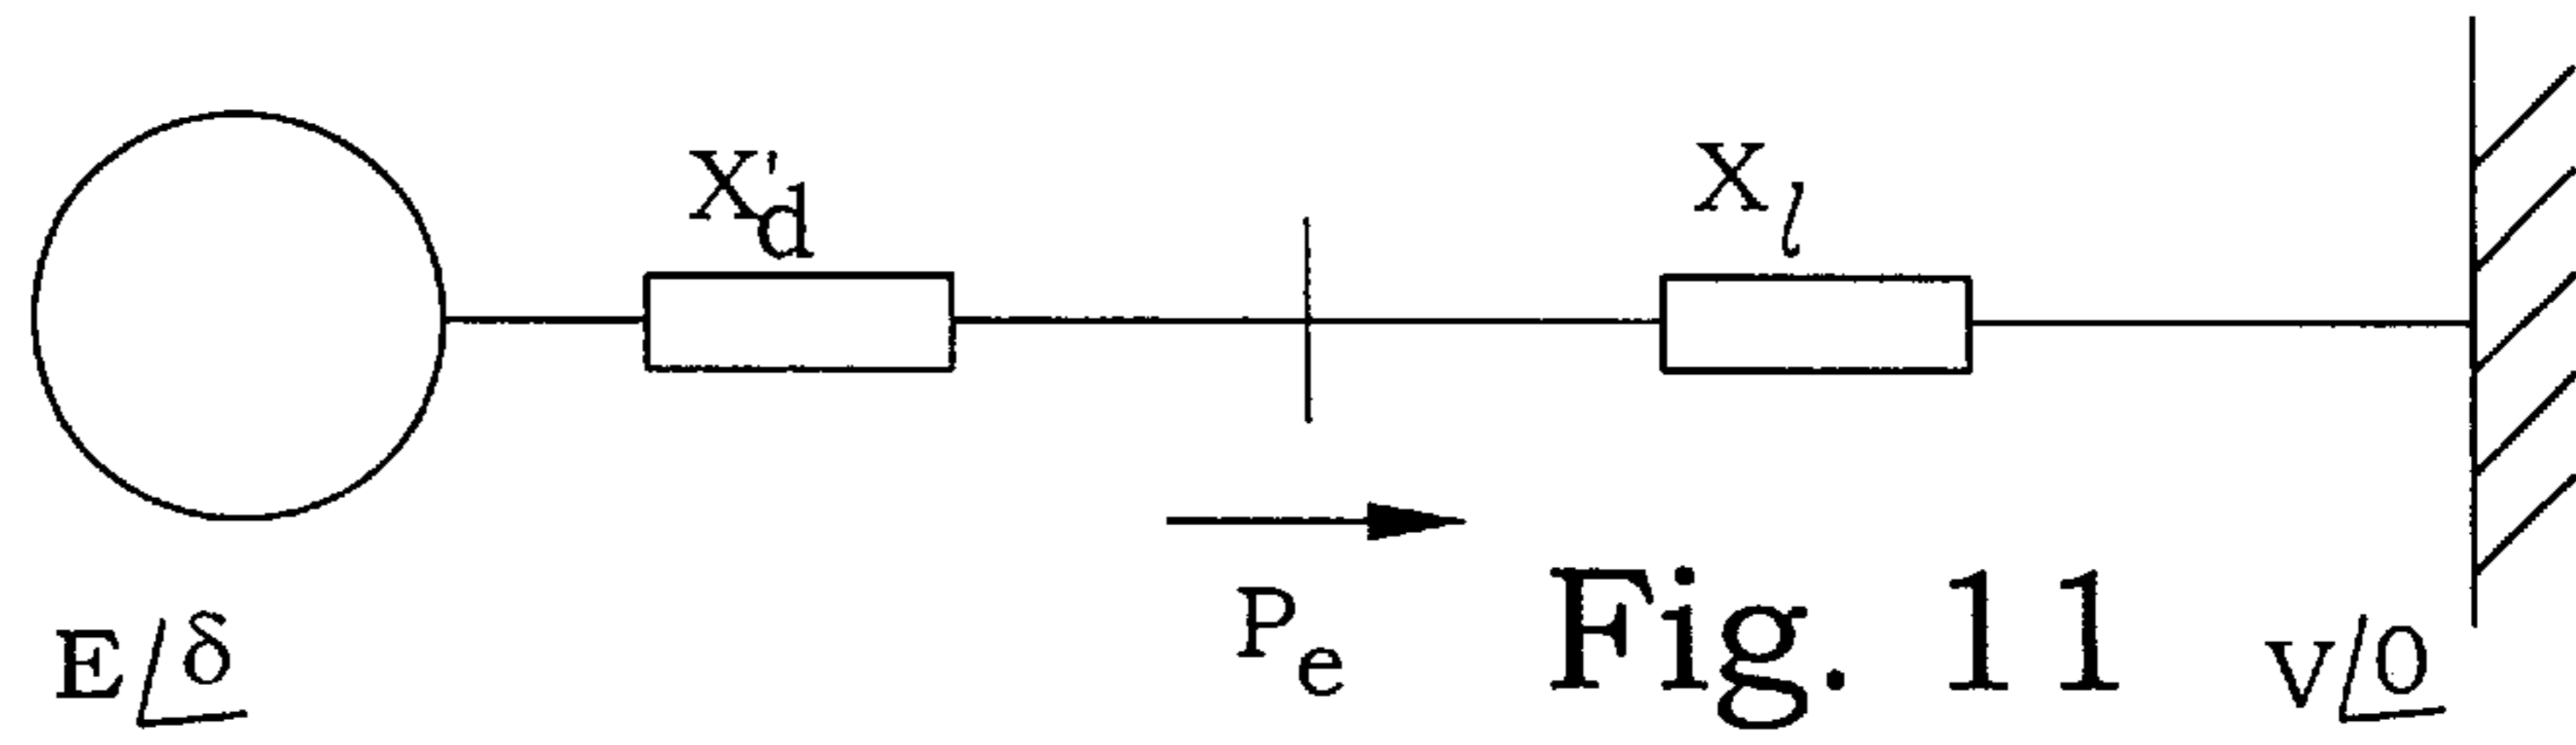 X'd
Xl
Pe
Fig. 11
E/δ
V/0